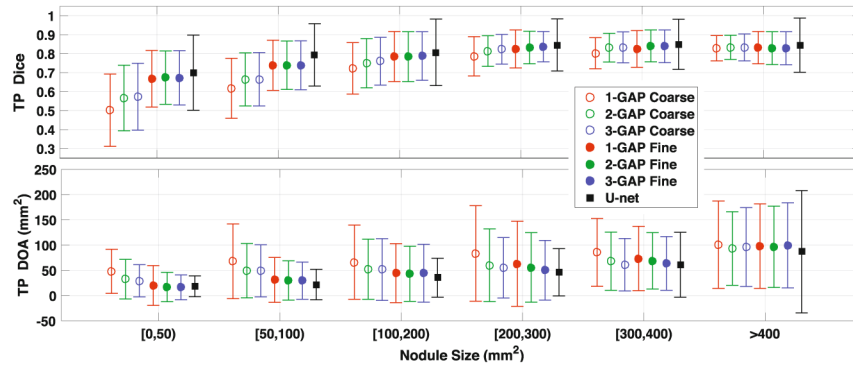 TP Dice
1
0.9
0.8
0.7
0.6
0.5
0.4
0.3
1-GAP Coarse
2-GAP Coarse
3-GAP Coarse
1-GAP Fine
2-GAP Fine
3-GAP Fine
U-net
TP DOA (mm²)
250
200
150
100
50
0
-50
[0,50) [50,100) [100,200) [200,300) [300,400) >400
Nodule Size (mm²)